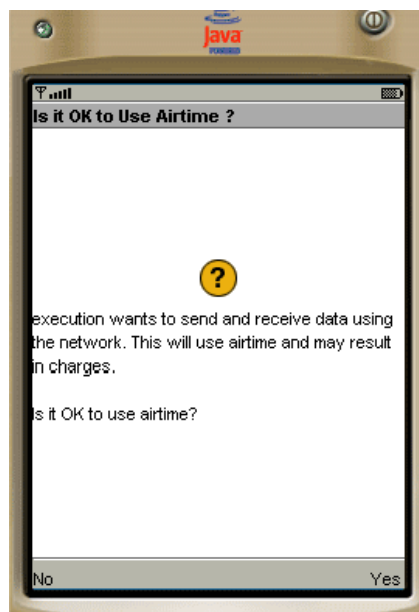 Java
POWERED
Is it OK to Use Airtime ?
execution wants to send and receive data using
the network. This will use airtime and may result
in charges.
Is it OK to use airtime?
No Yes